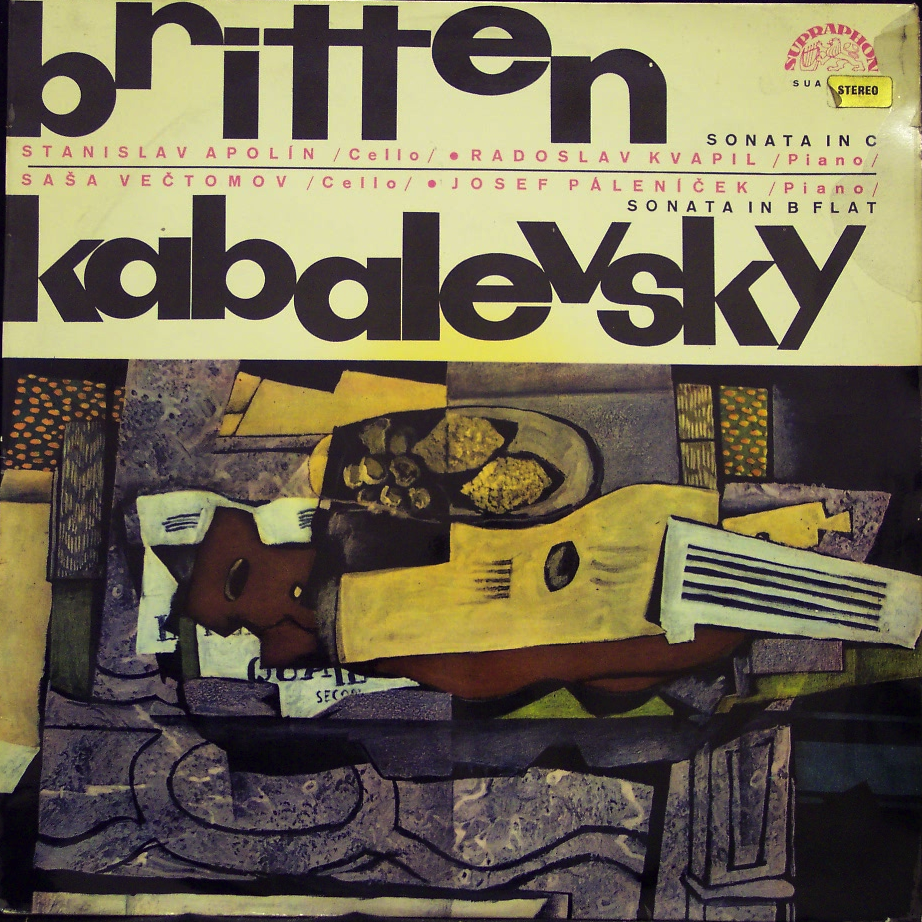 britten
SUPRAPHON
SUA
STEREO
SONATA IN C
STANISLAV APOLÍN /Cello/ ● RADOSLAV KVAPIL /Piano/
SAŠA VEČTOMOV /Cello/ ● JOSEF PÁLENÍČEK /Piano/
SONATA IN B FLAT
kabalevsky